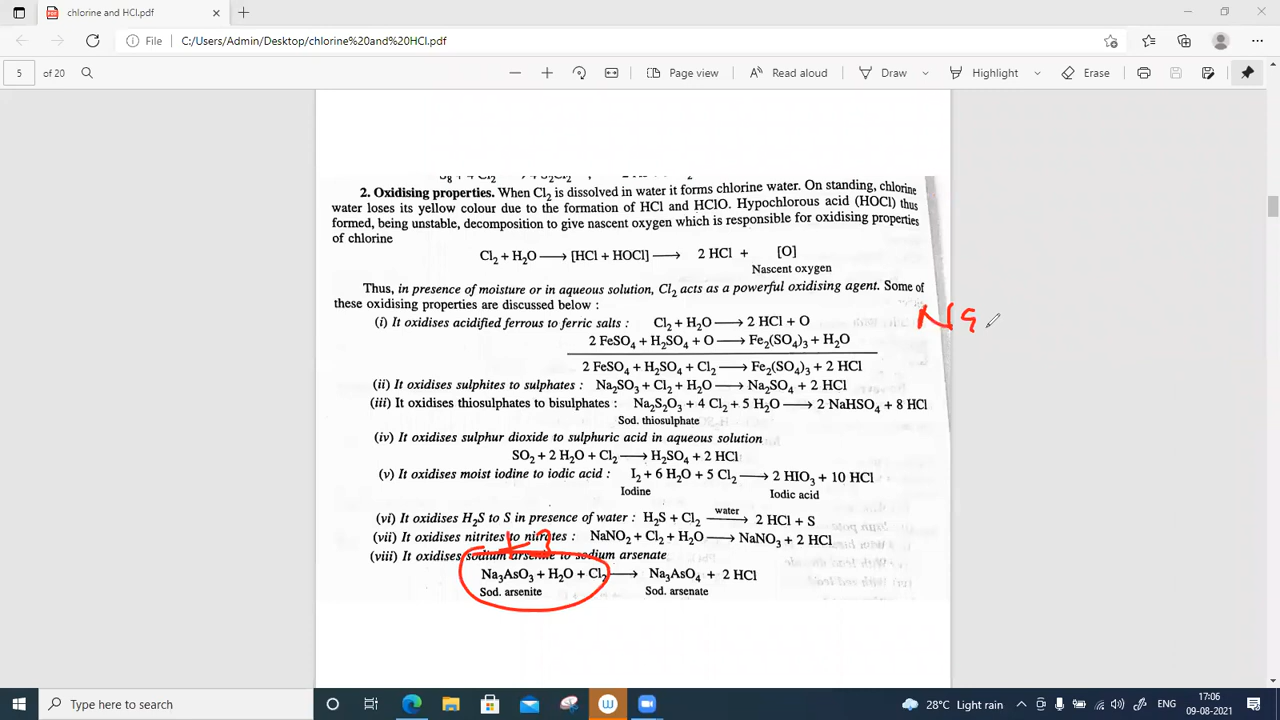 chlorine and HCl.pdf
File C:/Users/Admin/Desktop/chlorine%20and%20HCl.pdf
5 of 20 Page view Read aloud Draw Highlight Erase
2. Oxidising properties. When Cl₂ is dissolved in water it forms chlorine water. On standing, chlorine
water loses its yellow colour due to the formation of HCl and HClO. Hypochlorous acid (HOCl) thus
formed, being unstable, decomposition to give nascent oxygen which is responsible for oxidising properties
of chlorine
Cl₂ + H₂O ⟶ [HCl + HOCl] ⟶ 2 HCl + [O]
Nascent oxygen
Thus, in presence of moisture or in aqueous solution, Cl₂ acts as a powerful oxidising agent. Some of
these oxidising properties are discussed below :
(i) It oxidises acidified ferrous to ferric salts : Cl₂ + H₂O ⟶ 2 HCl + O
2 FeSO₄ + H₂SO₄ + O ⟶ Fe₂(SO₄)₃ + H₂O
2 FeSO₄ + H₂SO₄ + Cl₂ ⟶ Fe₂(SO₄)₃ + 2 HCl
(ii) It oxidises sulphites to sulphates : Na₂SO₃ + Cl₂ + H₂O ⟶ Na₂SO₄ + 2 HCl
(iii) It oxidises thiosulphates to bisulphates : Na₂S₂O₃ + 4 Cl₂ + 5 H₂O ⟶ 2 NaHSO₄ + 8 HCl
Sod. thiosulphate
(iv) It oxidises sulphur dioxide to sulphuric acid in aqueous solution
SO₂ + 2 H₂O + Cl₂ ⟶ H₂SO₄ + 2 HCl
(v) It oxidises moist iodine to iodic acid : I₂ + 6 H₂O + 5 Cl₂ ⟶ 2 HIO₃ + 10 HCl
Iodine Iodic acid
(vi) It oxidises H₂S to S in presence of water : H₂S + Cl₂ water ⟶ 2 HCl + S
(vii) It oxidises nitrites to nitrates : NaNO₂ + Cl₂ + H₂O ⟶ NaNO₃ + 2 HCl
+3
(viii) It oxidises sodium arsenite to sodium arsenate
Na₃AsO₃ + H₂O + Cl₂ ⟶ Na₃AsO₄ + 2 HCl
Sod. arsenite Sod. arsenate
Type here to search
28°C Light rain ENG 17:06
09-08-2021